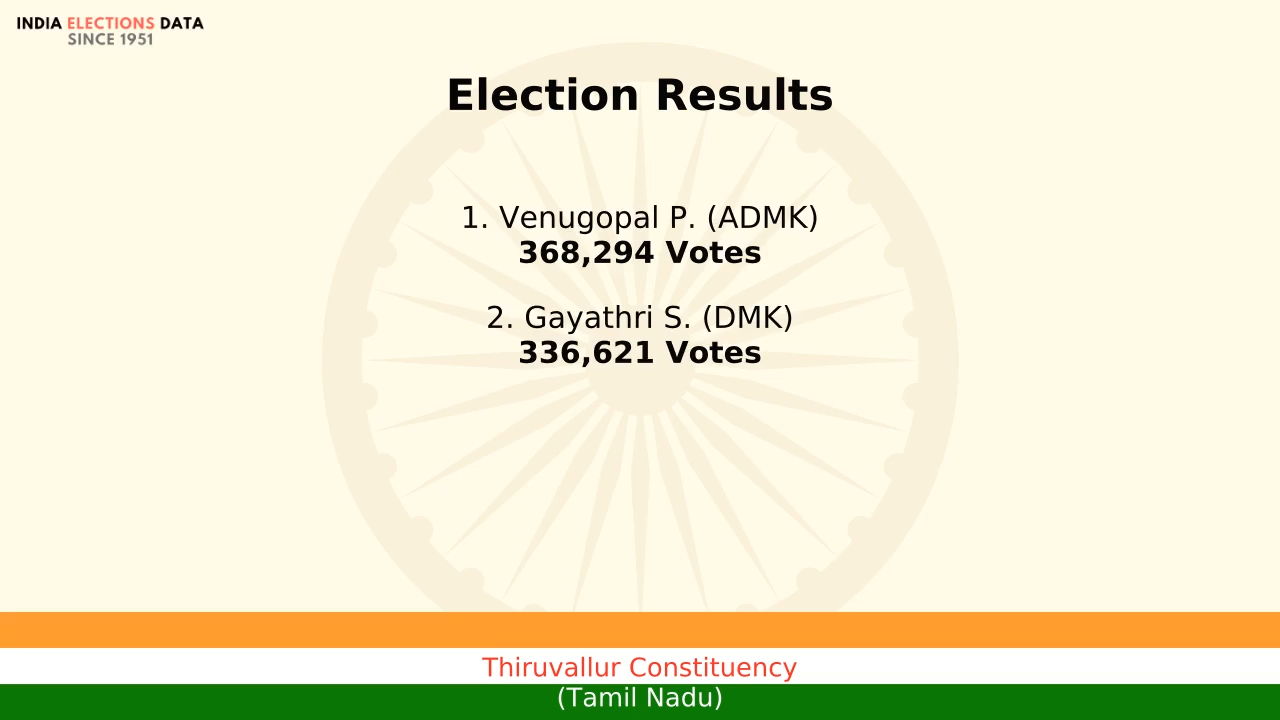 INDIA ELECTIONS DATA
SINCE 1951
Election Results
1. Venugopal P. (ADMK)
368,294 Votes
2. Gayathri S. (DMK)
336,621 Votes
Thiruvallur Constituency
(Tamil Nadu)